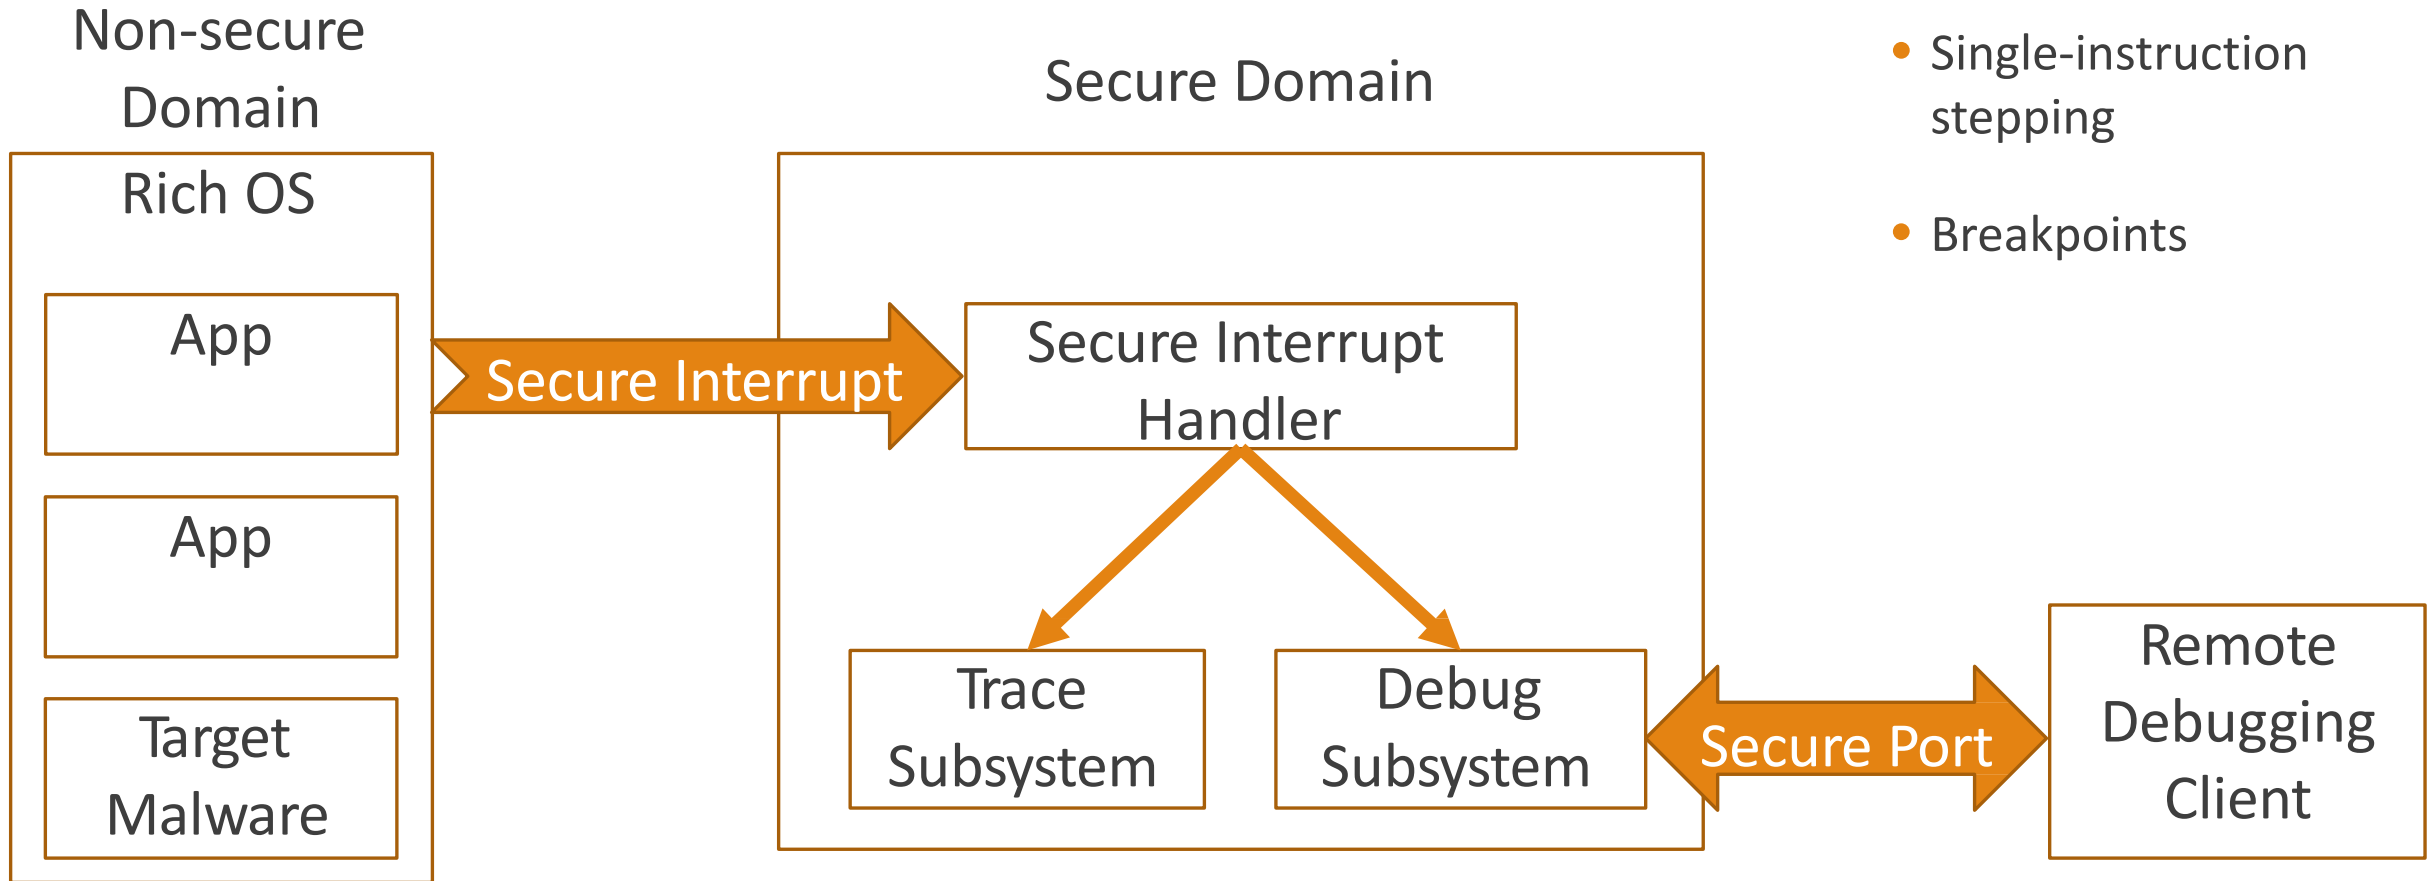 Non-secure
Domain
Rich OS
App
App
Target
Malware
Secure Interrupt
Secure Domain
Secure Interrupt
Handler
Trace
Subsystem
Debug
Subsystem
Secure Port
Remote
Debugging
Client
• Single-instruction
stepping
• Breakpoints